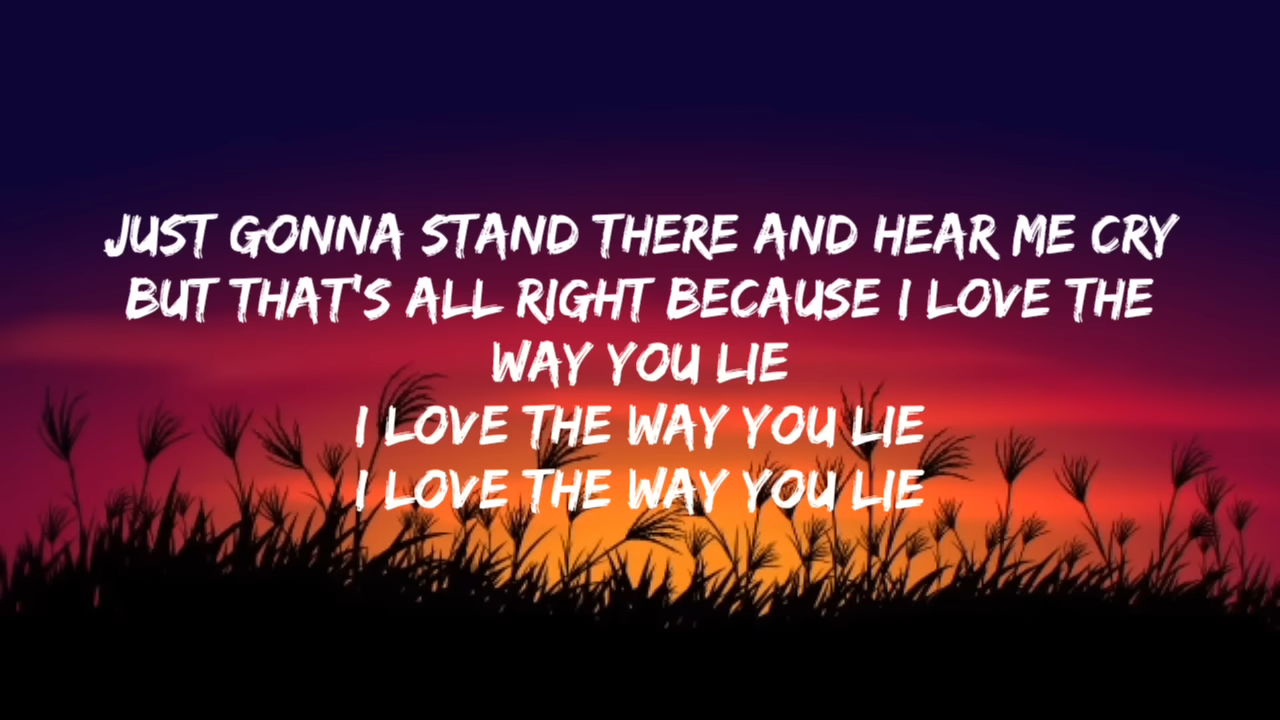 JUST GONNA STAND THERE AND HEAR ME CRY
BUT THAT'S ALL RIGHT BECAUSE I LOVE THE
WAY YOU LIE
I LOVE THE WAY YOU LIE
I LOVE THE WAY YOU LIE